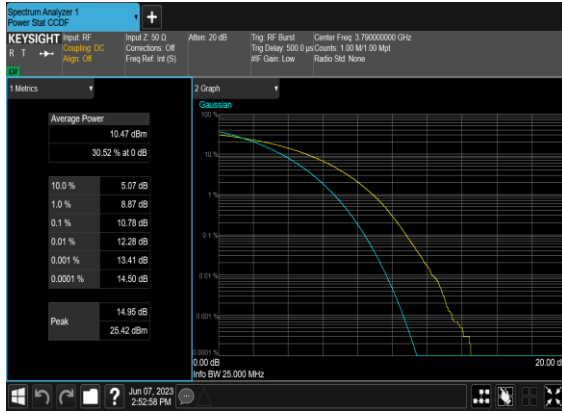 Spectrum Analyzer 1
Power Stat CCDF
+
KEYSIGHT
R T
LU
Input: RF
Coupling: DC
Align: Off
Input Z: 50 Ω
Corrections: Off
Freq Ref: Int (S)
Atten: 20 dB
Trig: RF Burst
Trig Delay: 500.0 µs
#IF Gain: Low
Center Freq: 3.790000000 GHz
Counts: 1.00 M/1.00 Mpt
Radio Std: None
1 Metrics
Average Power
10.47 dBm
30.52 % at 0 dB
10.0 % 5.07 dB
1.0 % 8.87 dB
0.1 % 10.78 dB
0.01 % 12.28 dB
0.001 % 13.41 dB
0.0001 % 14.50 dB
Peak
14.95 dB
25.42 dBm
2 Graph
Gaussian
100 %
10 %
1 %
0.1 %
0.01 %
0.001 %
0.0001 %
0.00 dB
20.00 d
Info BW 25.000 MHz
?
Jun 07, 2023
2:52:58 PM